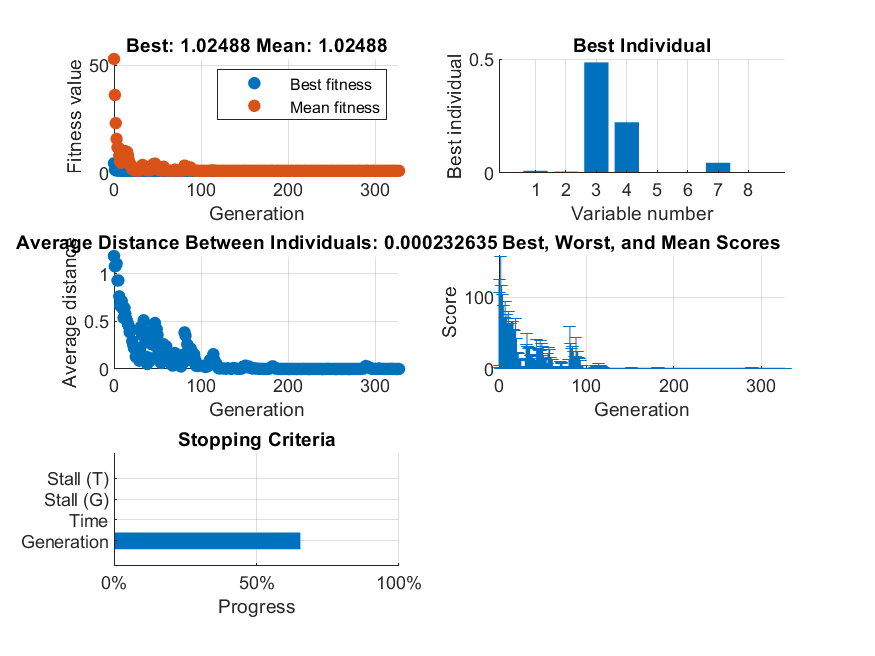 Best: 1.02488 Mean: 1.02488
Fitness value
50
0
Best fitness
Mean fitness
0
100
200
300
Generation
Best Individual
Best individual
0.5
0
1
2
3
4
5
6
7
8
Variable number
Average Distance Between Individuals: 0.000232635
Average distance
1
0.5
0
0
100
200
300
Generation
Best, Worst, and Mean Scores
Score
100
0
0
100
200
300
Generation
Stopping Criteria
Stall (T)
Stall (G)
Time
Generation
0%
50%
100%
Progress